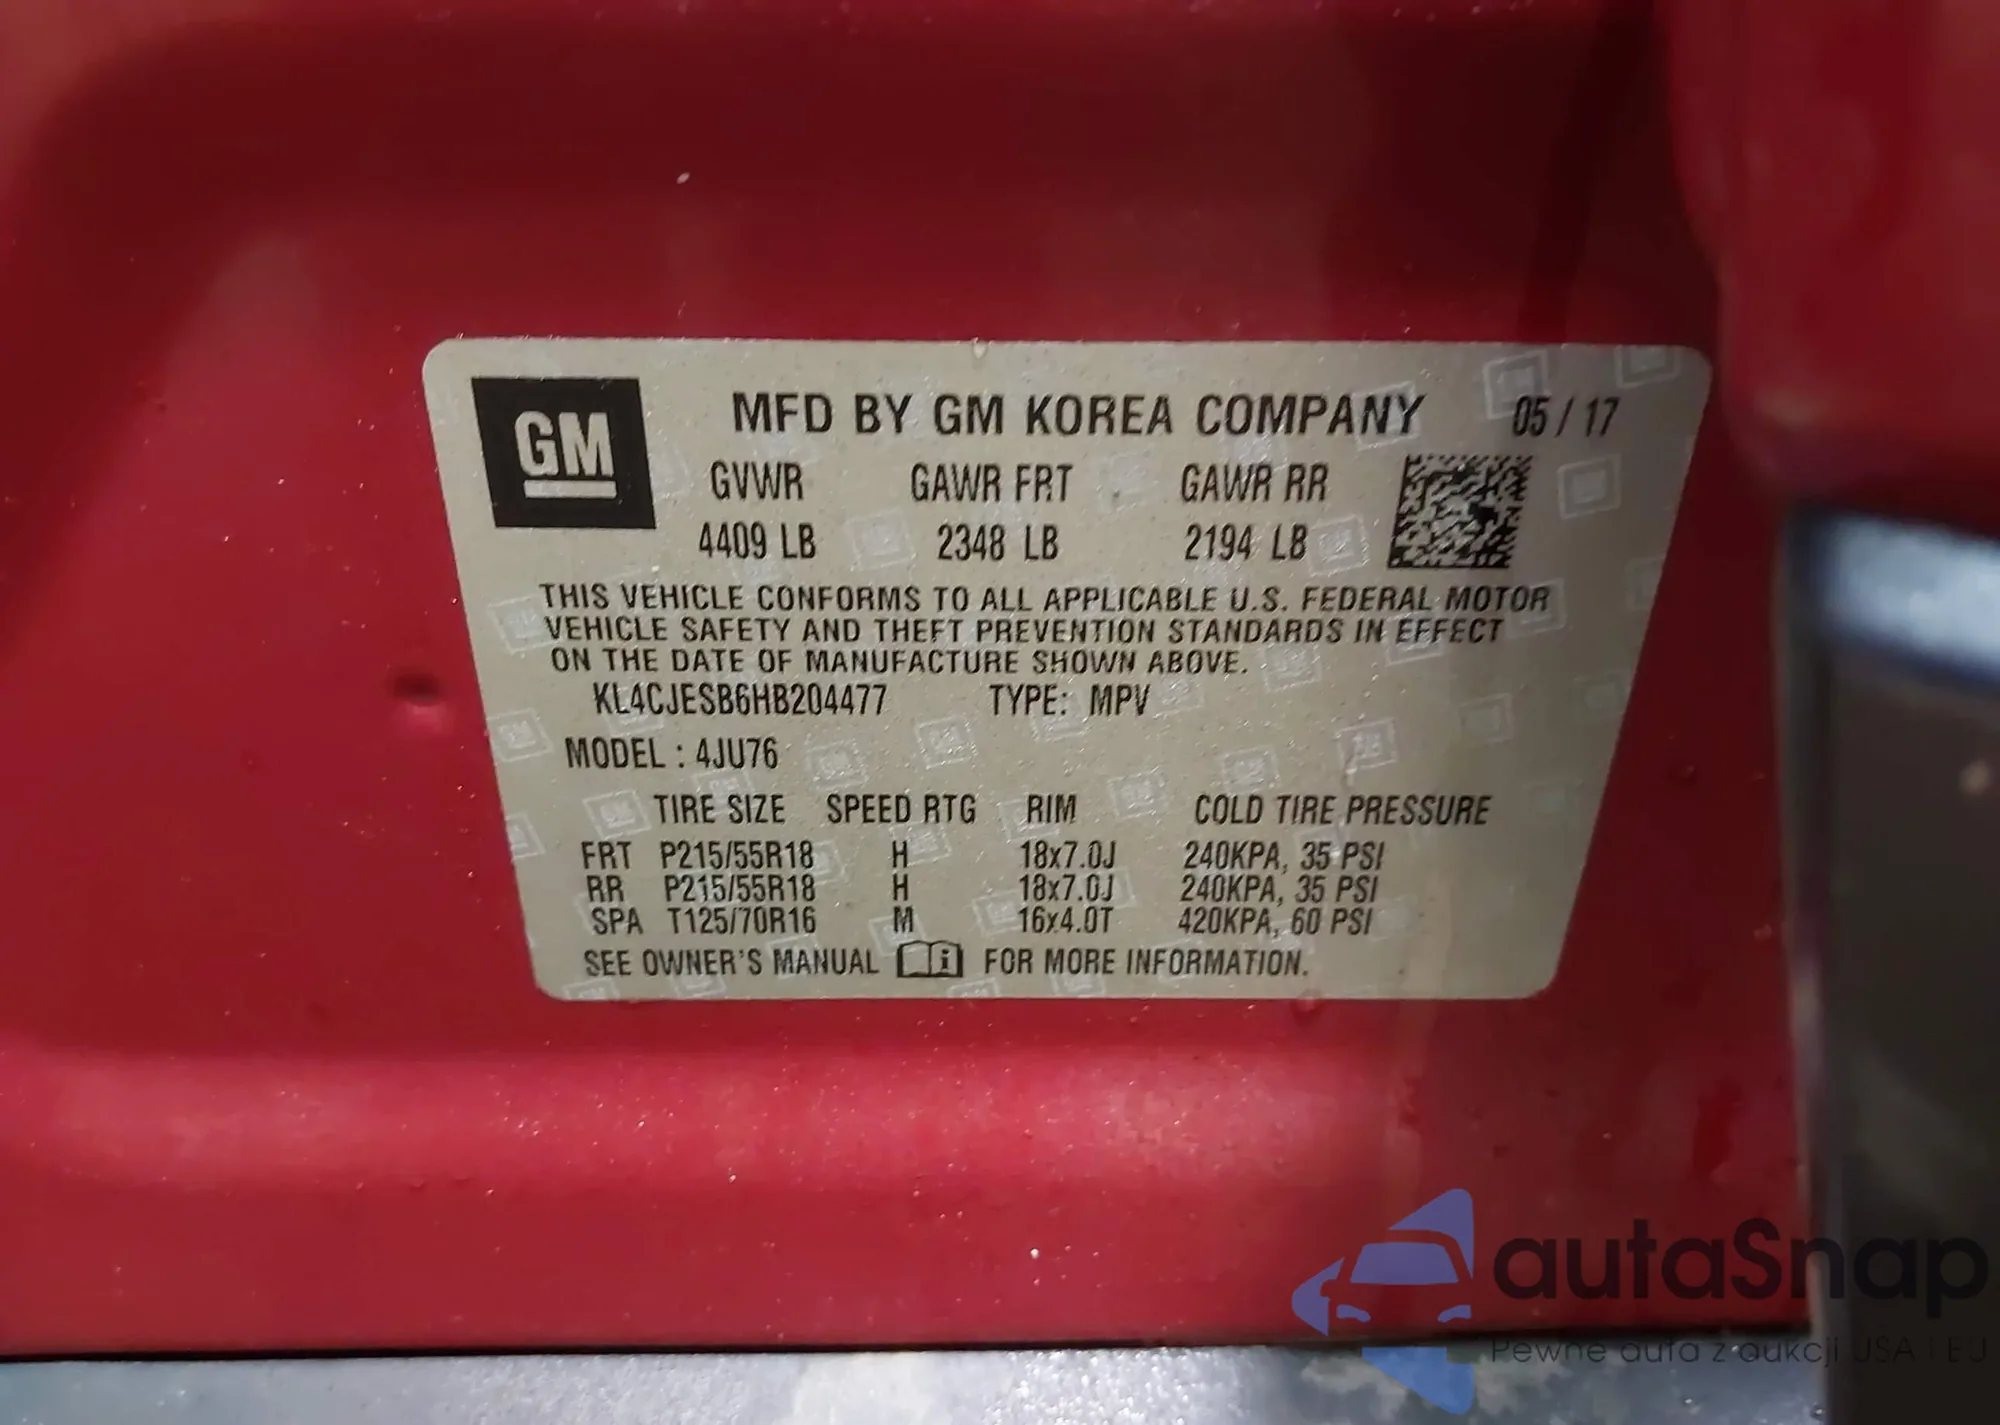 GM
MFD BY GM KOREA COMPANY 05 / 17
GVWR GAWR FRT GAWR RR
4409 LB 2348 LB 2194 LB
THIS VEHICLE CONFORMS TO ALL APPLICABLE U.S. FEDERAL MOTOR
VEHICLE SAFETY AND THEFT PREVENTION STANDARDS IN EFFECT
ON THE DATE OF MANUFACTURE SHOWN ABOVE.
KL4CJESB6HB204477 TYPE: MPV
MODEL : 4JU76
TIRE SIZE SPEED RTG RIM COLD TIRE PRESSURE
FRT P215/55R18 H 18x7.0J 240KPA, 35 PSI
RR P215/55R18 H 18x7.0J 240KPA, 35 PSI
SPA T125/70R16 M 16x4.0T 420KPA, 60 PSI
SEE OWNER'S MANUAL i FOR MORE INFORMATION.
autaSnap
Pewne auta z aukcji USA i EU